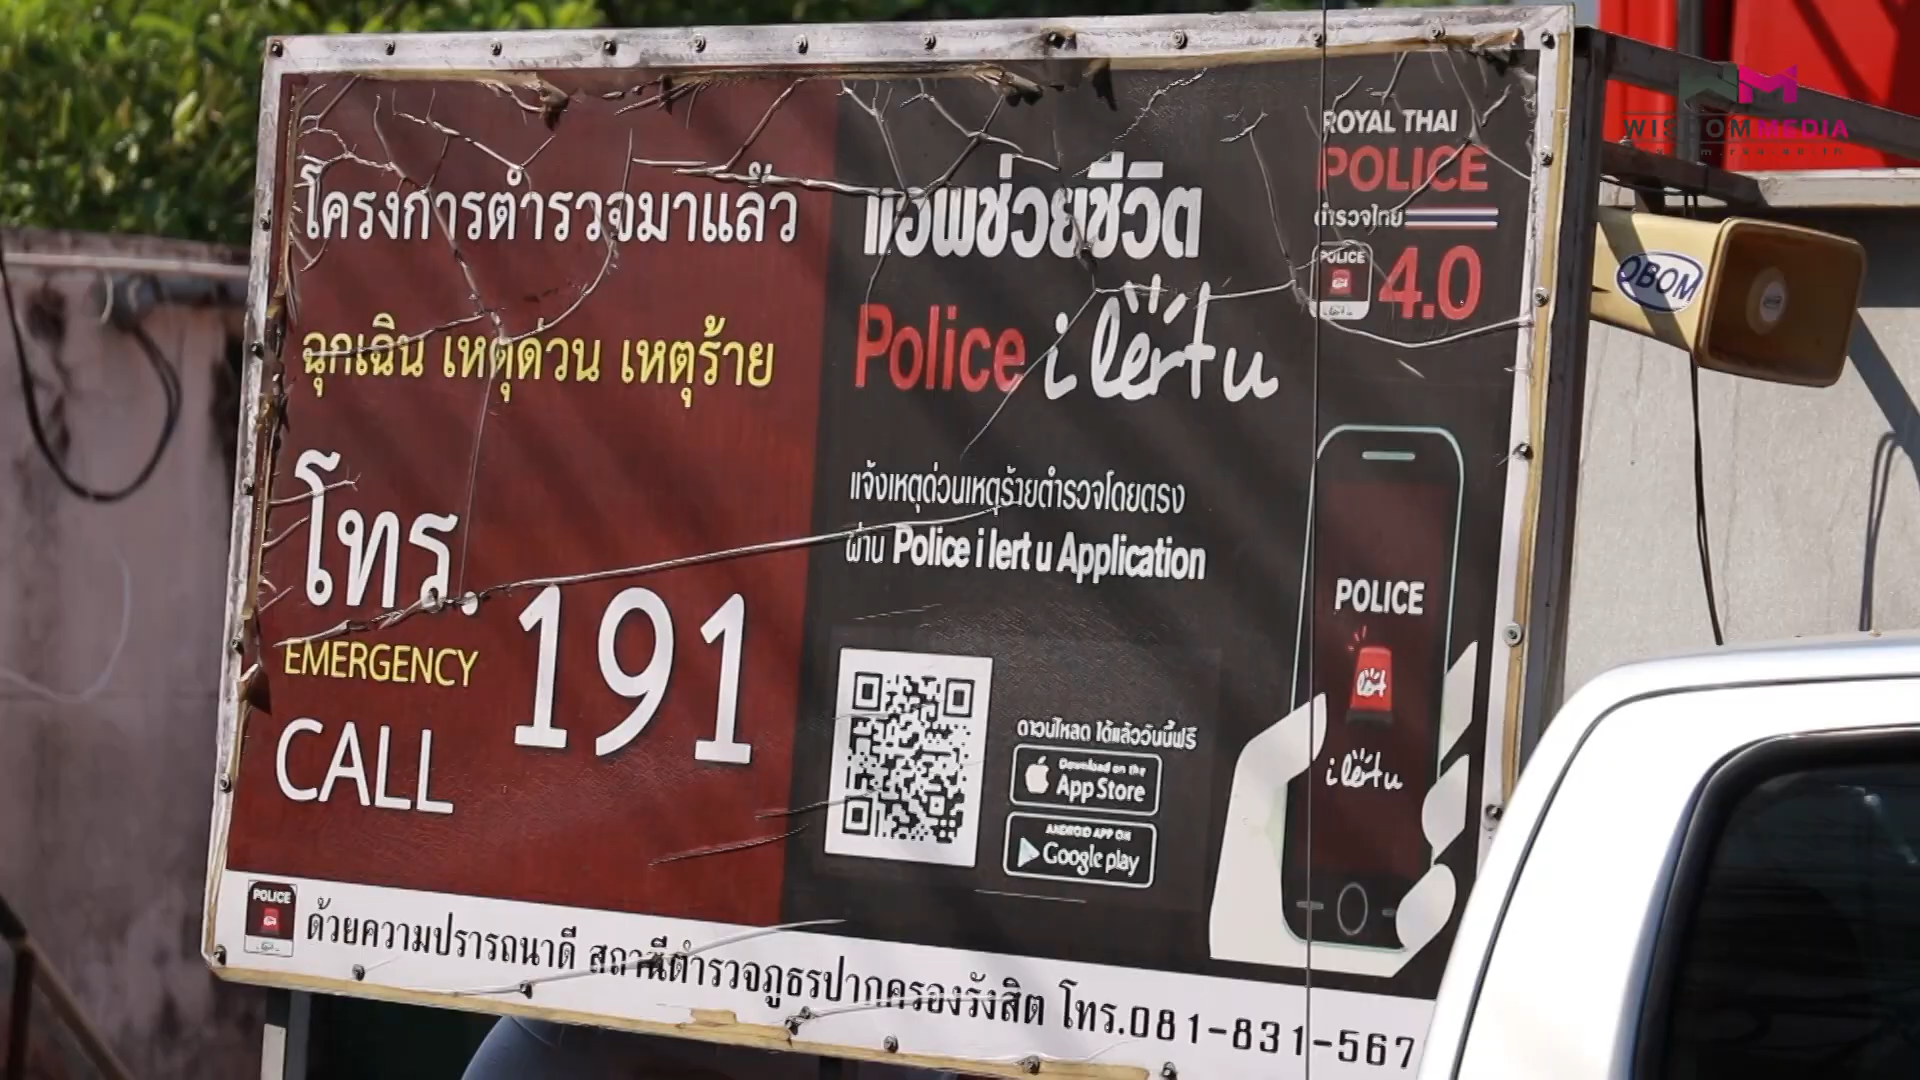 โครงการตำรวจมาแล้ว
ฉุกเฉิน เหตุด่วน เหตุร้าย
โทร.
191
EMERGENCY
CALL
แอพช่วยชีวิต
Police i lert u
แจ้งเหตุด่วนเหตุร้ายตำรวจโดยตรง
ผ่าน Police i lert u Application
ดาวน์โหลด ได้แล้ววันนี้ฟรี
Download on the
App Store
ANDROID APP ON
Google play
ROYAL THAI
POLICE
ตำรวจไทย
POLICE
4.0
POLICE
lert
i lert u
POLICE
ด้วยความปรารถนาดี สถานีตำรวจภูธรปากคลองรังสิต โทร.081-831-567
OBOM
WISDOMMEDIA